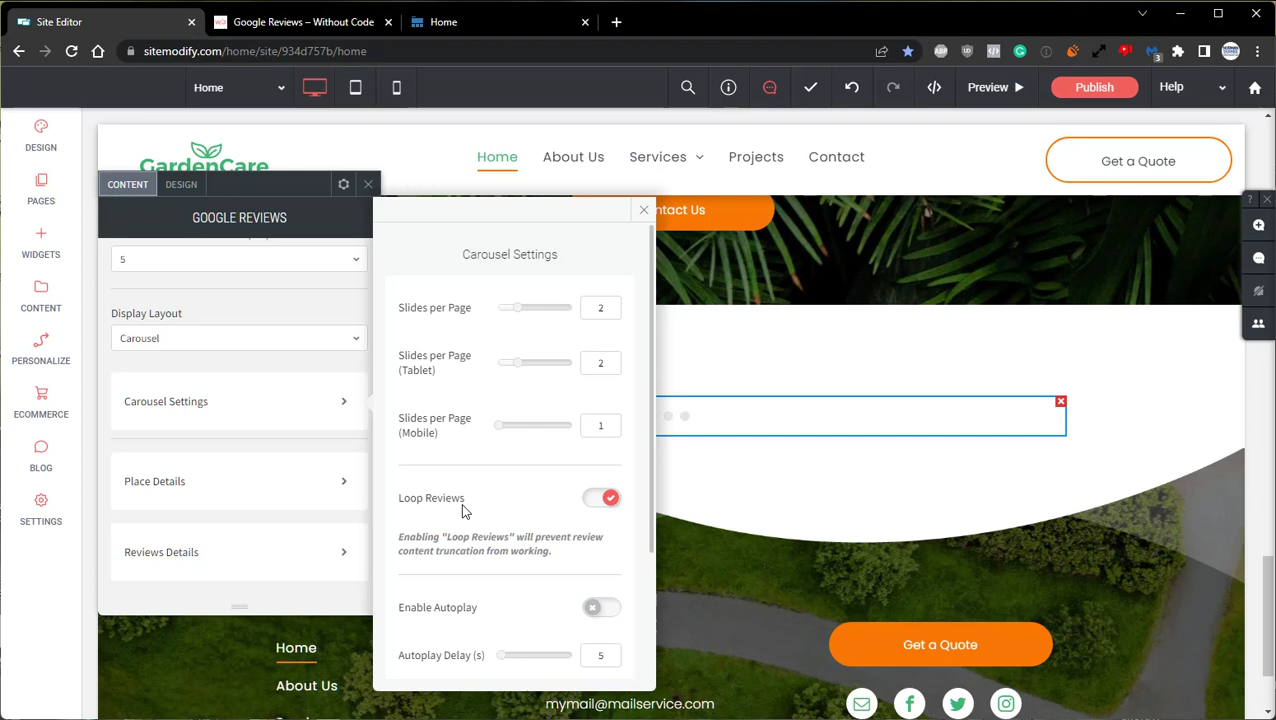 Site Editor
Google Reviews – Without Code
Home
sitemodify.com/home/site/934d757b/home
ABP
3
Home
Preview
Publish
Help
DESIGN
PAGES
WIDGETS
CONTENT
PERSONALIZE
ECOMMERCE
BLOG
SETTINGS
GardenCare
Home
About Us
Services
Projects
Contact
Get a Quote
ntact Us
CONTENT
DESIGN
GOOGLE REVIEWS
5
Display Layout
Carousel
Carousel Settings
Place Details
Reviews Details
Carousel Settings
Slides per Page
2
Slides per Page
(Tablet)
2
Slides per Page
(Mobile)
1
Loop Reviews
Enabling "Loop Reviews" will prevent review
content truncation from working.
Enable Autoplay
Autoplay Delay (s)
5
?
Home
About Us
Get a Quote
mymail@mailservice.com